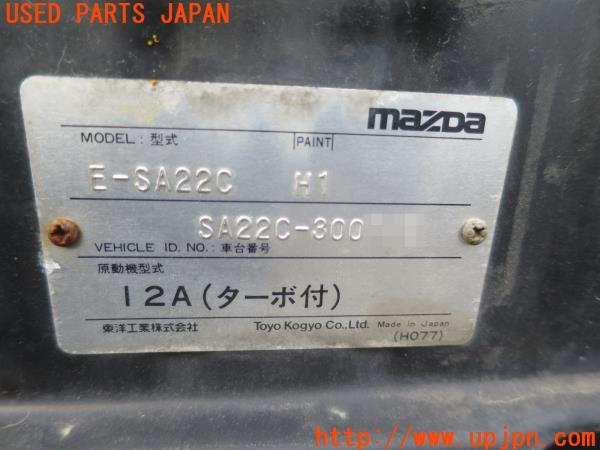 USED PARTS JAPAN
mazda
MODEL : 型式 PAINT
E-SA22C H1
SA22C-300
VEHICLE ID. NO. : 車台番号
原動機型式
12A (ターボ付)
東洋工業株式会社 Toyo Kogyo Co., Ltd. Made in Japan
(H077)
http://www.upjpn.com/